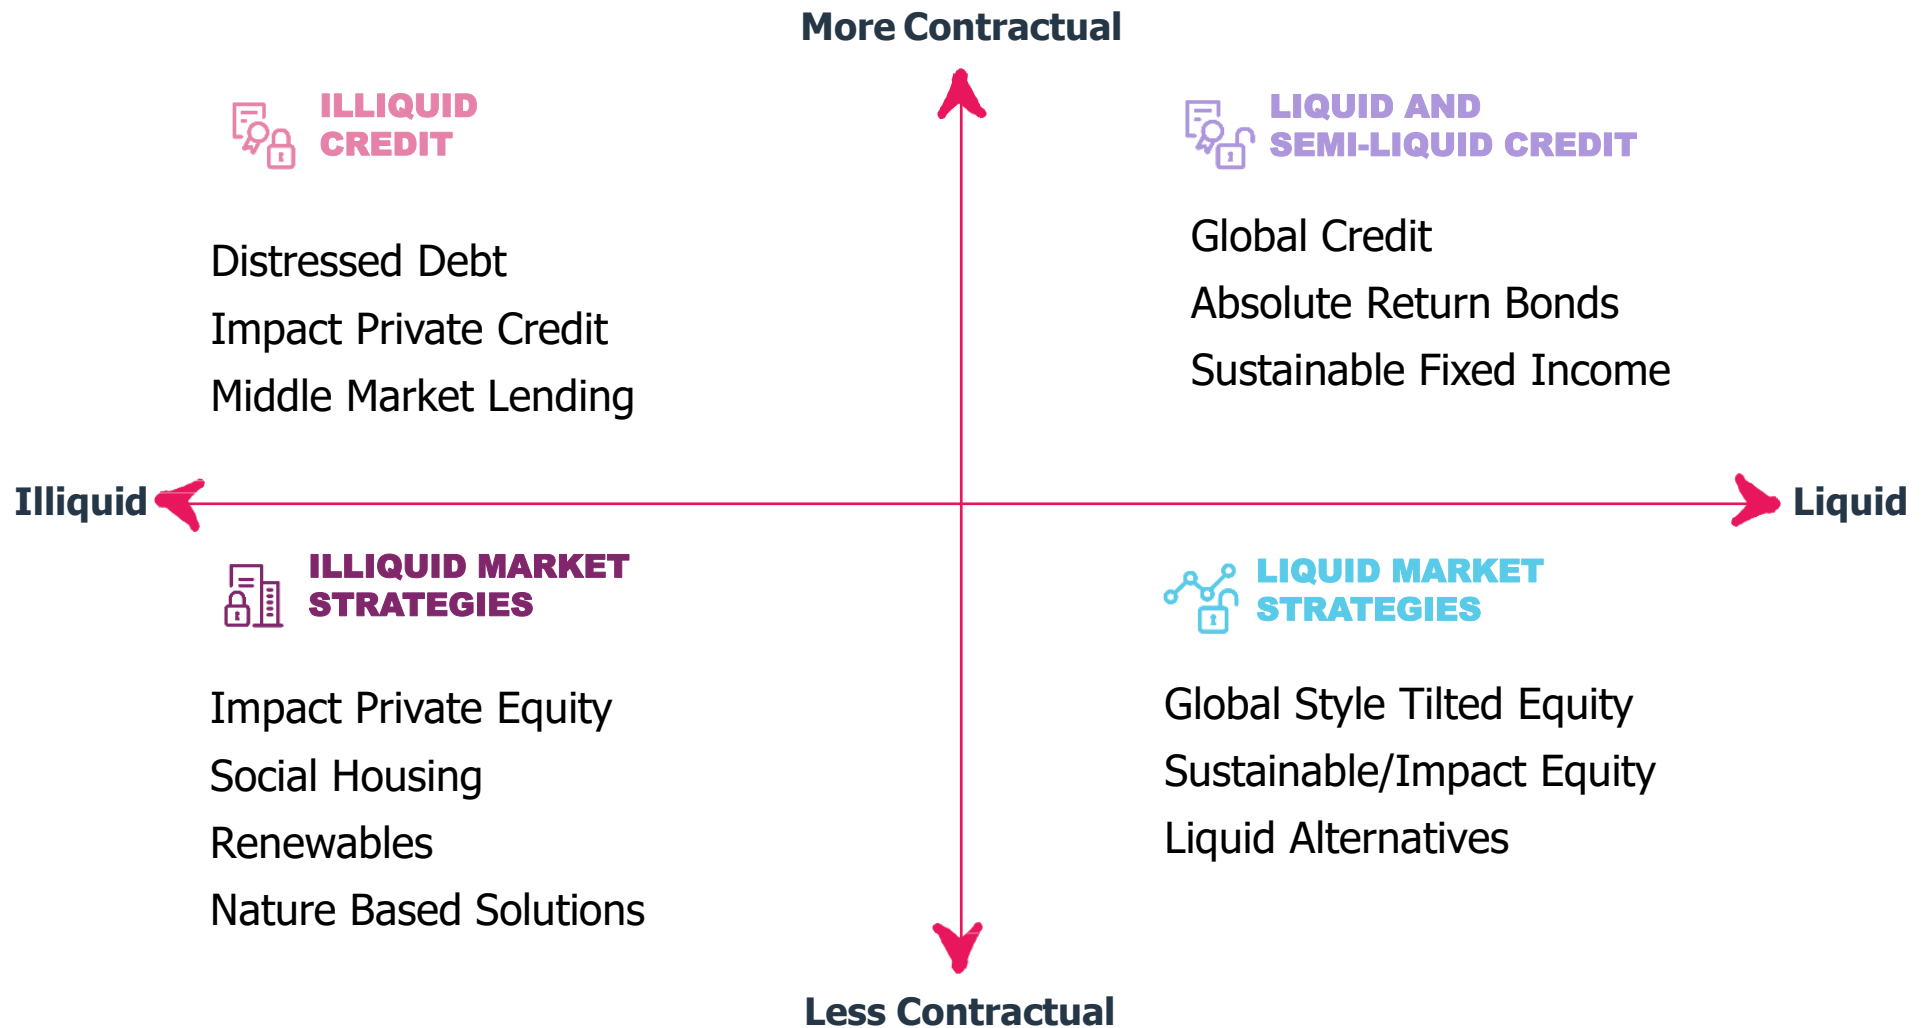 More Contractual
ILLIQUID
CREDIT
Distressed Debt
Impact Private Credit
Middle Market Lending
LIQUID AND
SEMI-LIQUID CREDIT
Global Credit
Absolute Return Bonds
Sustainable Fixed Income
Illiquid
Liquid
ILLIQUID MARKET
STRATEGIES
Impact Private Equity
Social Housing
Renewables
Nature Based Solutions
LIQUID MARKET
STRATEGIES
Global Style Tilted Equity
Sustainable/Impact Equity
Liquid Alternatives
Less Contractual